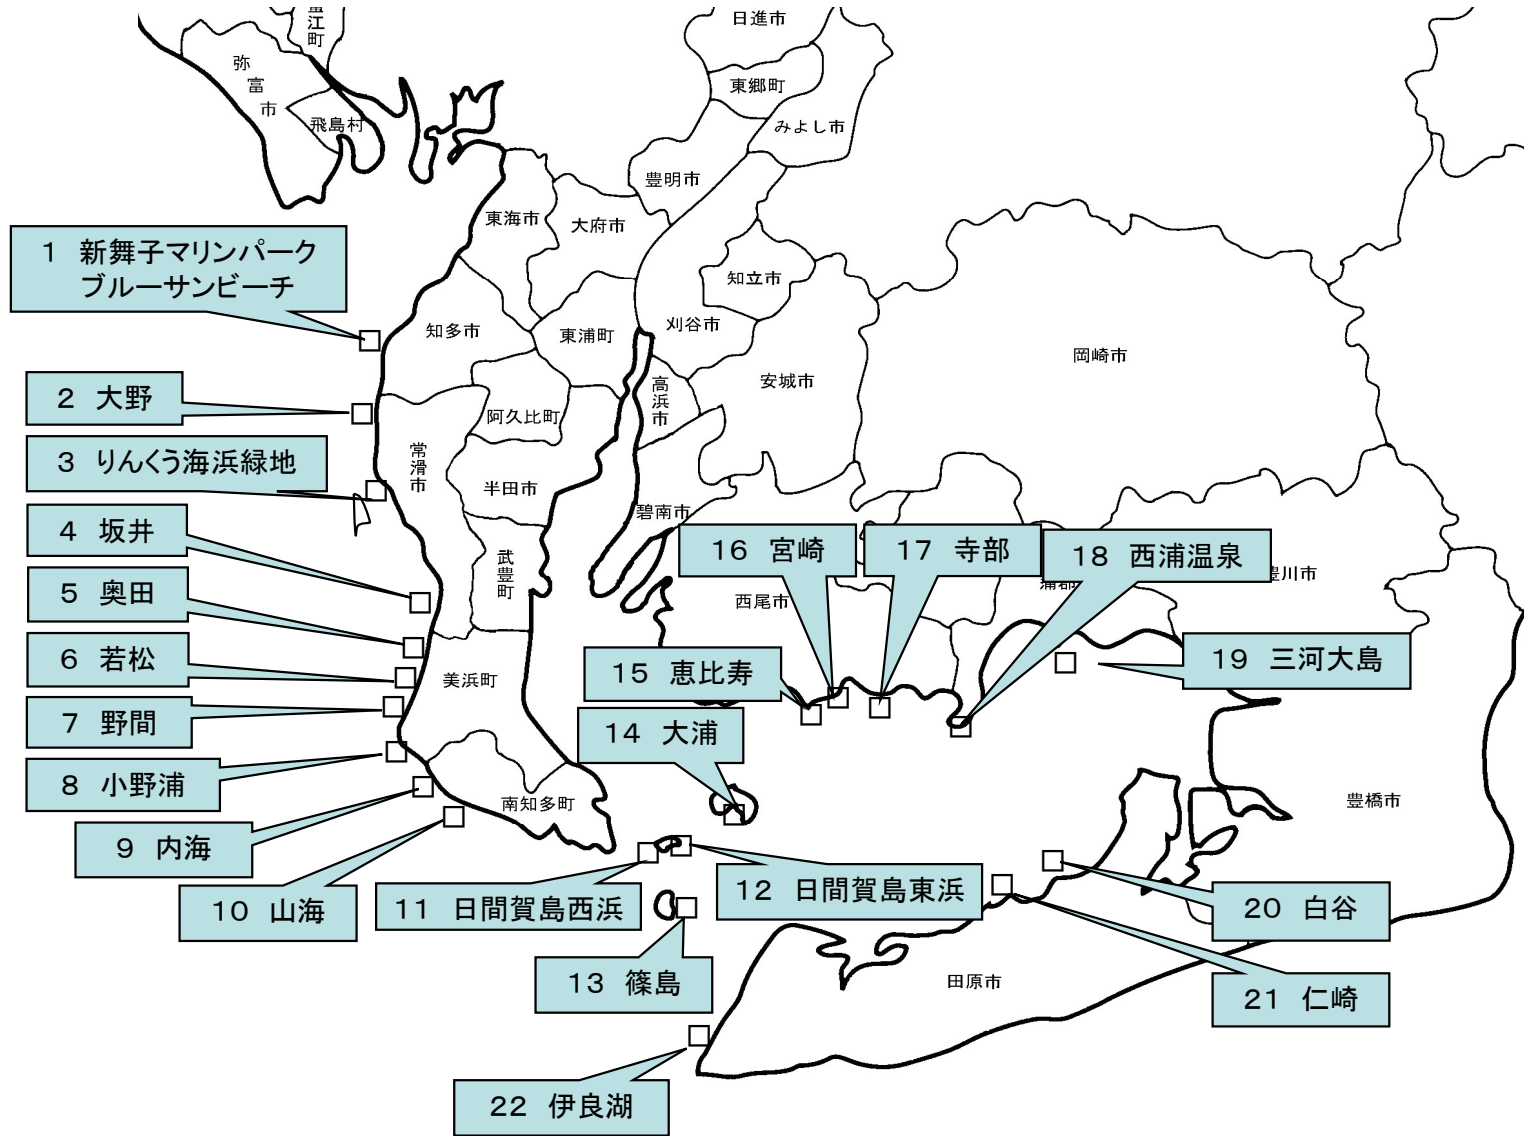 蟹江町
日進市
弥富市
東郷町
飛島村
みよし市
豊明市
東海市
大府市
1 新舞子マリンパーク
ブルーサンビーチ
知立市
知多市
東浦町
刈谷市
岡崎市
安城市
高浜市
2 大野
阿久比町
常滑市
3 りんくう海浜緑地
半田市
碧南市
4 坂井
武豊町
16 宮崎
17 寺部
18 西浦温泉
豊川市
蒲郡
西尾市
5 奥田
6 若松
美浜町
15 恵比寿
19 三河大島
7 野間
14 大浦
8 小野浦
南知多町
豊橋市
9 内海
10 山海
11 日間賀島西浜
12 日間賀島東浜
20 白谷
13 篠島
田原市
21 仁崎
22 伊良湖